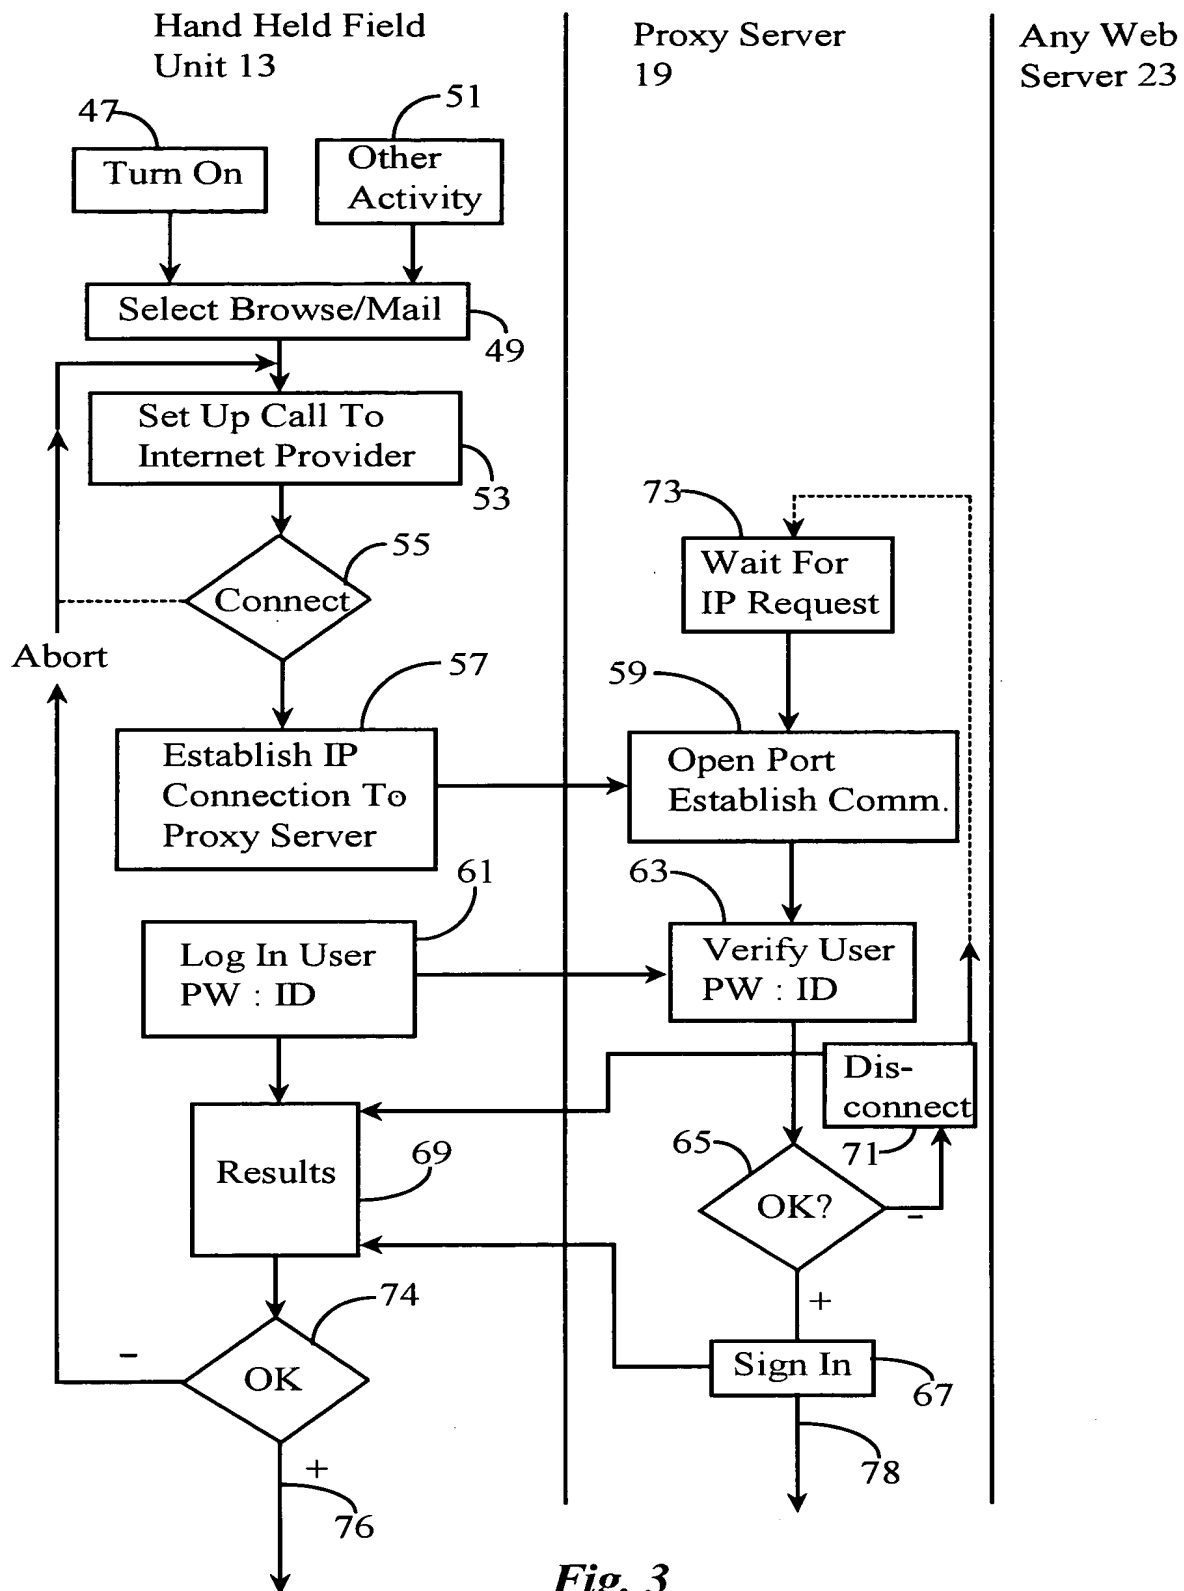 Hand Held Field
Unit 13
Proxy Server
19
Any Web
Server 23
47
51
Turn On
Other
Activity
Select Browse/Mail
49
Set Up Call To
Internet Provider
53
73
55
Wait For
IP Request
Connect
Abort
57
59
Establish IP
Connection To
Proxy Server
Open Port
Establish Comm.
61
63
Log In User
PW : ID
Verify User
PW : ID
Dis-
connect
71
65
Results
69
OK?
-
+
74
-
OK
Sign In
67
+
76
78
Fig. 3